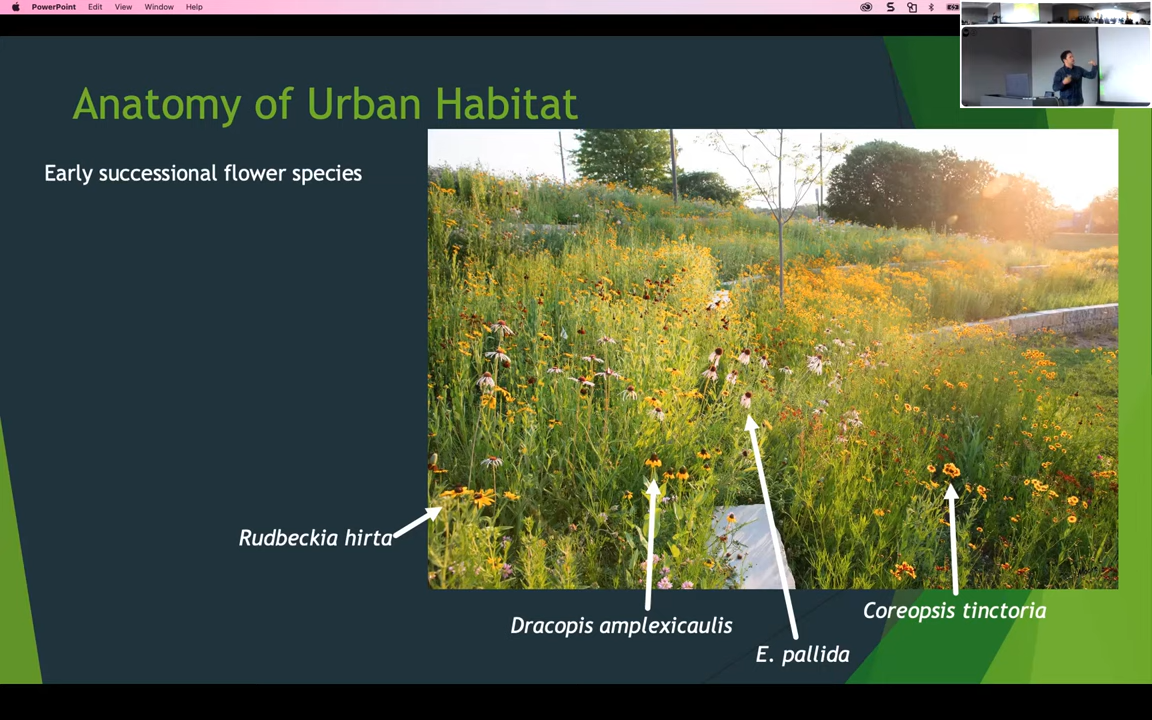 PowerPoint Edit View Window Help
Anatomy of Urban Habitat
Early successional flower species
Rudbeckia hirta
Dracopis amplexicaulis
E. pallida
Coreopsis tinctoria